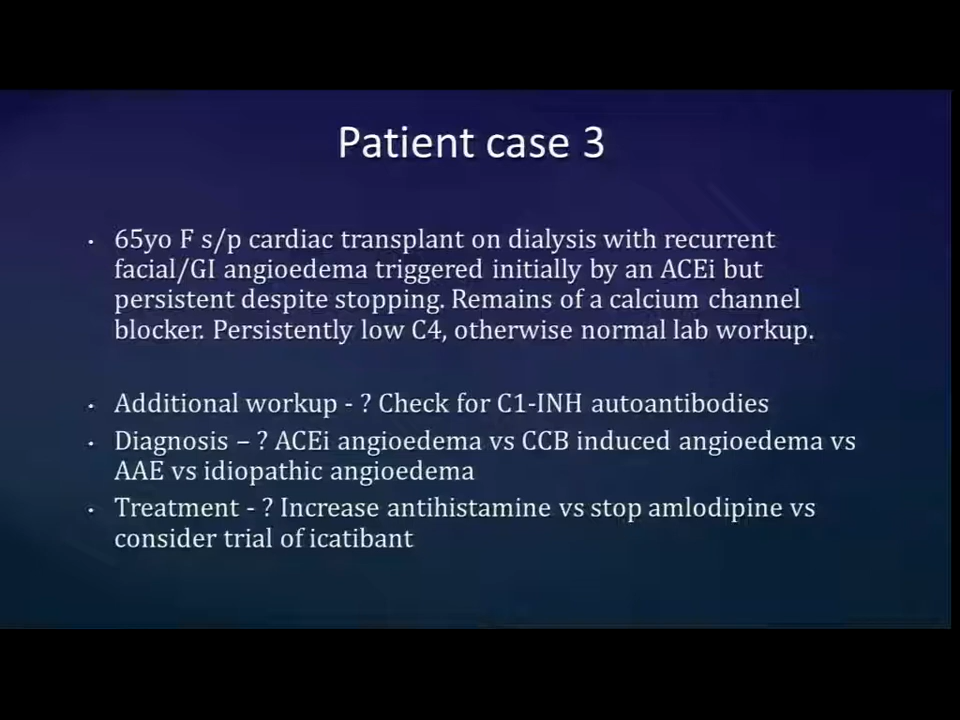 Patient case 3
• 65yo F s/p cardiac transplant on dialysis with recurrent
facial/GI angioedema triggered initially by an ACEi but
persistent despite stopping. Remains of a calcium channel
blocker. Persistently low C4, otherwise normal lab workup.
• Additional workup - ? Check for C1-INH autoantibodies
• Diagnosis – ? ACEi angioedema vs CCB induced angioedema vs
AAE vs idiopathic angioedema
• Treatment - ? Increase antihistamine vs stop amlodipine vs
consider trial of icatibant